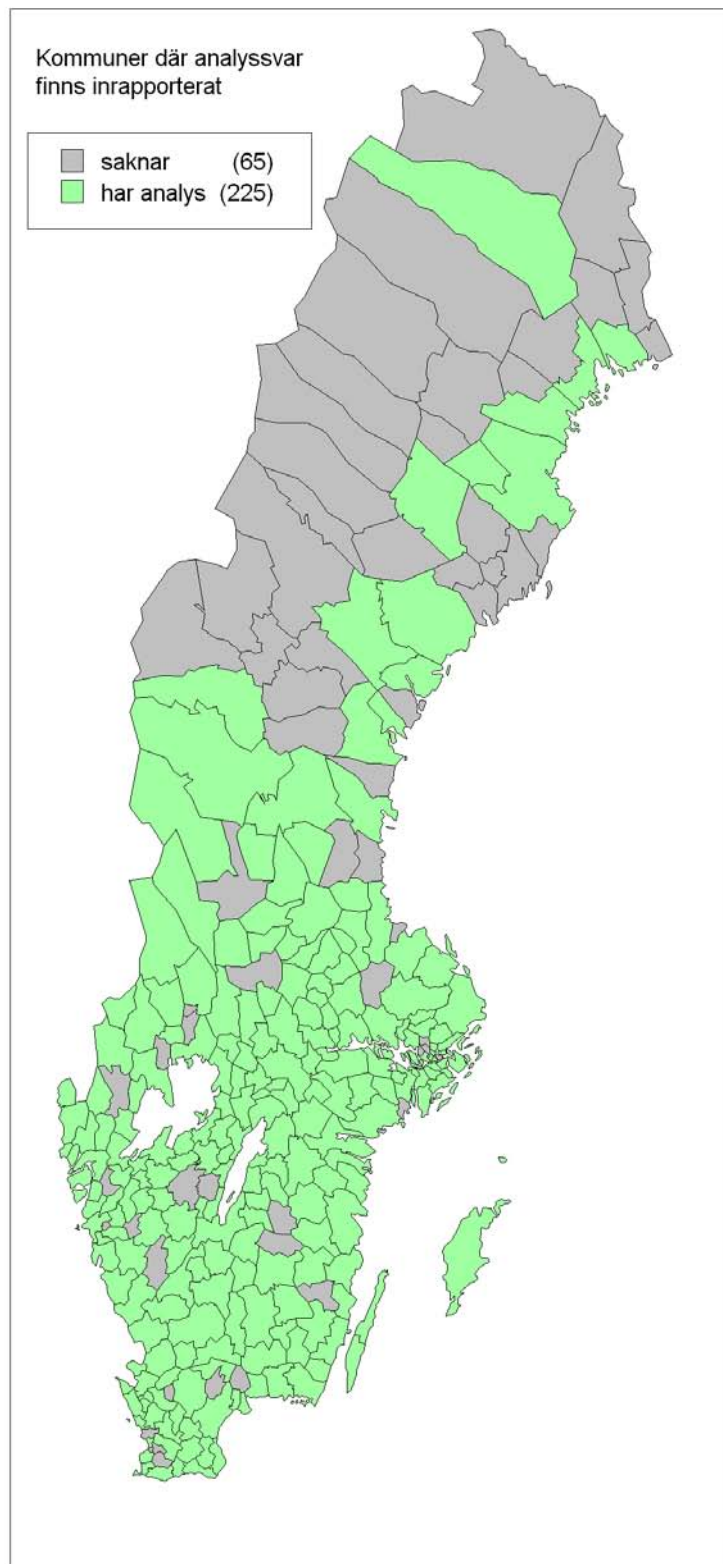 Kommuner där analyssvar
finns inrapporterat
saknar (65)
har analys (225)